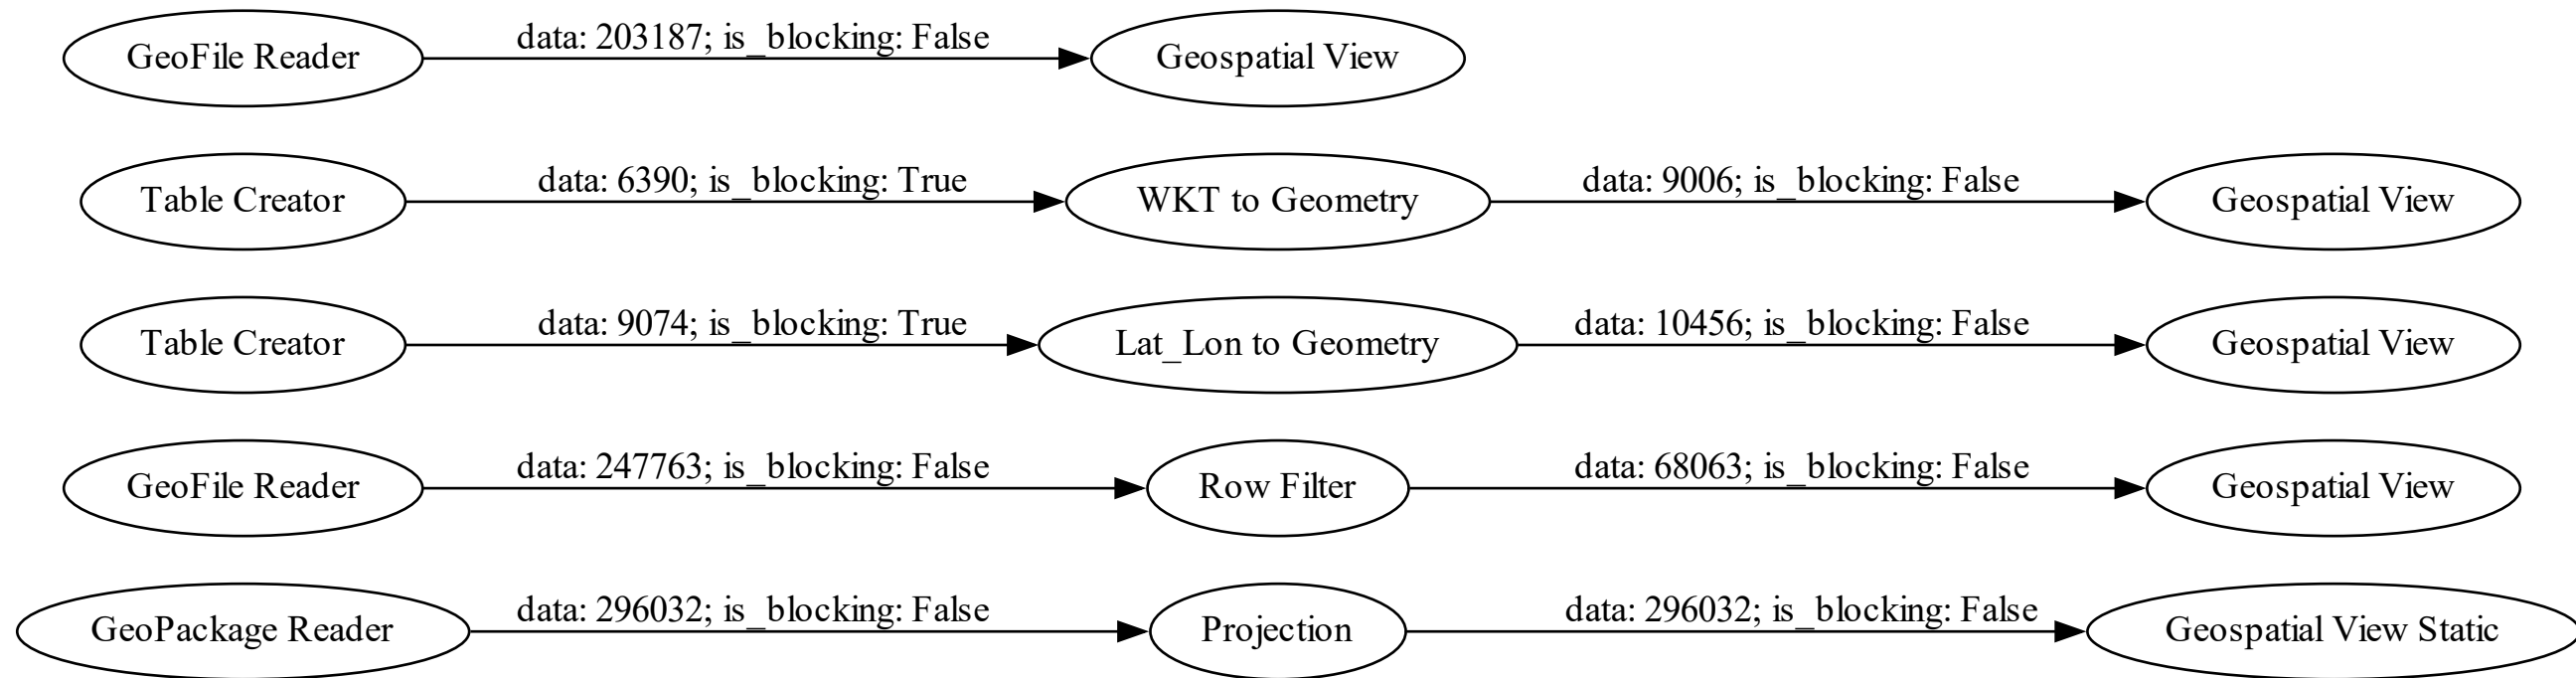 GeoFile Reader data: 203187; is_blocking: False Geospatial View
Table Creator data: 6390; is_blocking: True WKT to Geometry data: 9006; is_blocking: False Geospatial View
Table Creator data: 9074; is_blocking: True Lat_Lon to Geometry data: 10456; is_blocking: False Geospatial View
GeoFile Reader data: 247763; is_blocking: False Row Filter data: 68063; is_blocking: False Geospatial View
GeoPackage Reader data: 296032; is_blocking: False Projection data: 296032; is_blocking: False Geospatial View Static